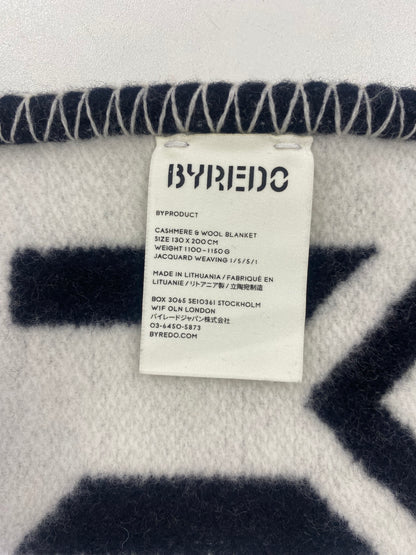 BYREDO
BYPRODUCT
CASHMERE & WOOL BLANKET
SIZE 130 X 200 CM
WEIGHT 1100-1150 G
JACQUARD WEAVING 1/5/5/1
MADE IN LITHUANIA / FABRIQUÉ EN
LITUANIE / リトアニア製 / 立陶宛制造
BOX 3065 SE10361 STOCKHOLM
W1F 0LN LONDON
バイレードジャパン株式会社
03-6450-5873
BYREDO.COM